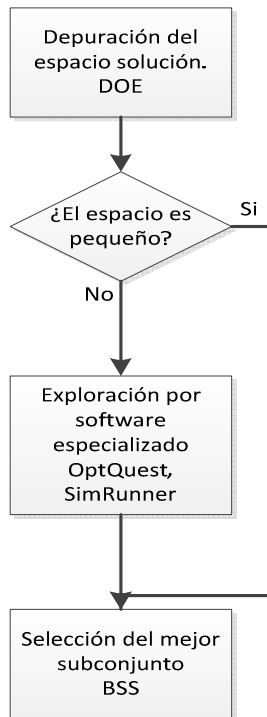 Depuración del
espacio solución.
DOE
¿El espacio es
pequeño?
Si
No
Exploración por
software
especializado
OptQuest,
SimRunner
Selección del mejor
subconjunto
BSS